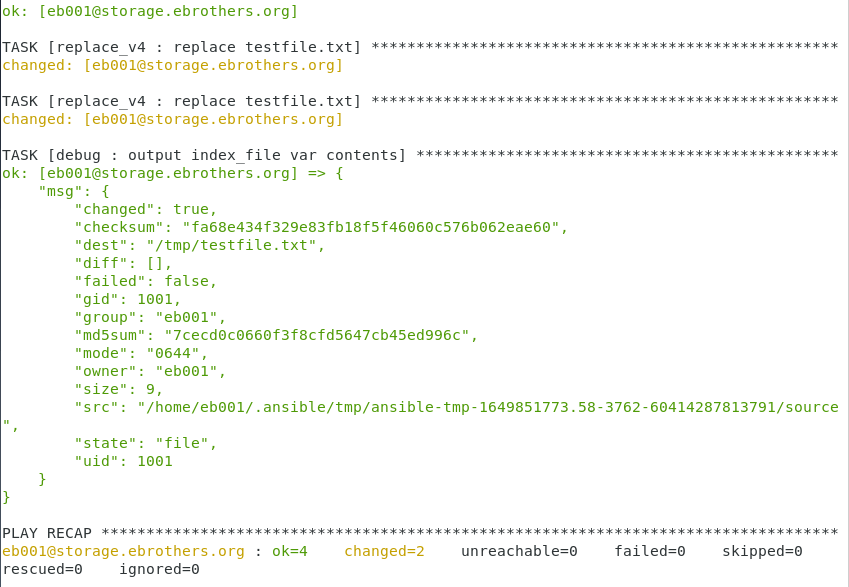 ok: [eb001@storage.ebrothers.org]
TASK [replace_v4 : replace testfile.txt] ****************************************************
changed: [eb001@storage.ebrothers.org]
TASK [replace_v4 : replace testfile.txt] ****************************************************
changed: [eb001@storage.ebrothers.org]
TASK [debug : output index_file var contents] ***********************************************
ok: [eb001@storage.ebrothers.org] => {
    "msg": {
        "changed": true,
        "checksum": "fa68e434f329e83fb18f5f46060c576b062eae60",
        "dest": "/tmp/testfile.txt",
        "diff": [],
        "failed": false,
        "gid": 1001,
        "group": "eb001",
        "md5sum": "7cecd0c0660f3f8cfd5647cb45ed996c",
        "mode": "0644",
        "owner": "eb001",
        "size": 9,
        "src": "/home/eb001/.ansible/tmp/ansible-tmp-1649851773.58-3762-60414287813791/source
",
        "state": "file",
        "uid": 1001
    }
}
PLAY RECAP **********************************************************************************
eb001@storage.ebrothers.org : ok=4    changed=2    unreachable=0    failed=0    skipped=0
rescued=0    ignored=0